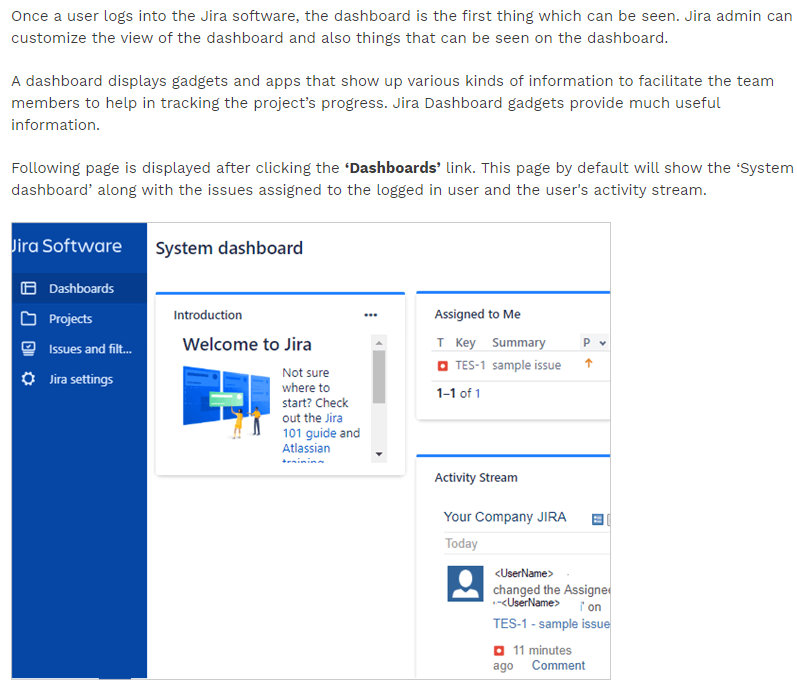 Once a user logs into the Jira software, the dashboard is the first thing which can be seen. Jira admin can
customize the view of the dashboard and also things that can be seen on the dashboard.
A dashboard displays gadgets and apps that show up various kinds of information to facilitate the team
members to help in tracking the project’s progress. Jira Dashboard gadgets provide much useful
information.
Following page is displayed after clicking the ‘Dashboards’ link. This page by default will show the ‘System
dashboard’ along with the issues assigned to the logged in user and the user's activity stream.
Jira Software
Dashboards
Projects
Issues and filt...
Jira settings
System dashboard
Introduction
Welcome to Jira
Not sure
where to
start? Check
out the Jira
101 guide and
Atlassian
training
Assigned to Me
T Key Summary P
TES-1 sample issue
1–1 of 1
Activity Stream
Your Company JIRA
Today
<UserName>
changed the Assignee
<UserName> ' on
TES-1 - sample issue
11 minutes
ago Comment